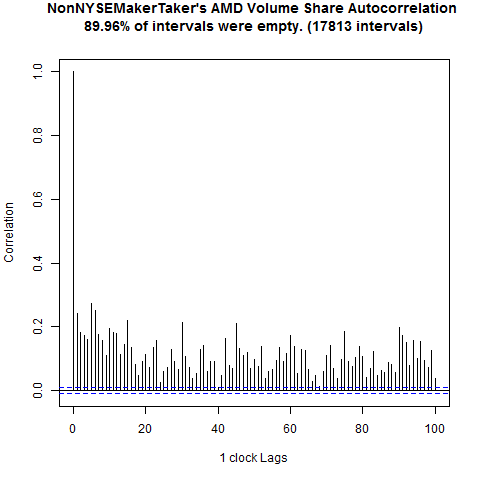 NonNYSEMakerTaker's AMD Volume Share Autocorrelation
89.96% of intervals were empty. (17813 intervals)
1.0
0.8
0.6
0.4
0.2
0.0
Correlation
0 20 40 60 80 100
1 clock Lags